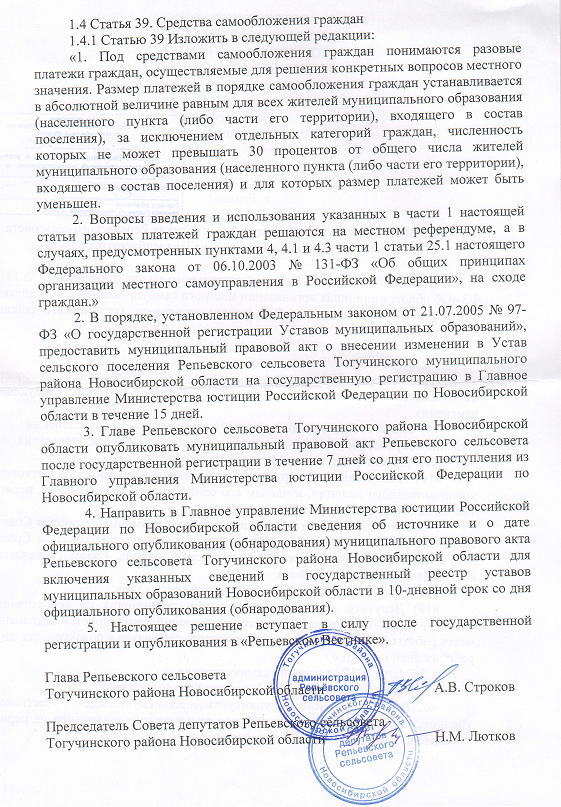 1.4 Статья 39. Средства самообложения граждан
1.4.1 Статью 39 Изложить в следующей редакции:
«1. Под средствами самообложения граждан понимаются разовые
платежи граждан, осуществляемые для решения конкретных вопросов местного
значения. Размер платежей в порядке самообложения граждан устанавливается
в абсолютной величине равным для всех жителей муниципального образования
(населенного пункта (либо части его территории), входящего в состав
поселения), за исключением отдельных категорий граждан, численность
которых не может превышать 30 процентов от общего числа жителей
муниципального образования (населенного пункта (либо части его территории),
входящего в состав поселения) и для которых размер платежей может быть
уменьшен.
2. Вопросы введения и использования указанных в части 1 настоящей
статьи разовых платежей граждан решаются на местном референдуме, а в
случаях, предусмотренных пунктами 4, 4.1 и 4.3 части 1 статьи 25.1 настоящего
Федерального закона от 06.10.2003 № 131-ФЗ «Об общих принципах
организации местного самоуправления в Российской Федерации», на сходе
граждан.»
2. В порядке, установленном Федеральным законом от 21.07.2005 № 97-
ФЗ «О государственной регистрации Уставов муниципальных образований»,
предоставить муниципальный правовой акт о внесении изменении в Устав
сельского поселения Репьевского сельсовета Тогучинского муниципального
района Новосибирской области на государственную регистрацию в Главное
управление Министерства юстиции Российской Федерации по Новосибирской
области в течение 15 дней.
3. Главе Репьевского сельсовета Тогучинского района Новосибирской
области опубликовать муниципальный правовой акт Репьевского сельсовета
после государственной регистрации в течение 7 дней со дня его поступления из
Главного управления Министерства юстиции Российской Федерации по
Новосибирской области.
4. Направить в Главное управление Министерства юстиции Российской
Федерации по Новосибирской области сведения об источнике и о дате
официального опубликования (обнародования) муниципального правового акта
Репьевского сельсовета Тогучинского района Новосибирской области для
включения указанных сведений в государственный реестр уставов
муниципальных образований Новосибирской области в 10-дневной срок со дня
официального опубликования (обнародования).
5. Настоящее решение вступает в силу после государственной
регистрации и опубликования в «Репьевском Вестнике».
Глава Репьевского сельсовета
Тогучинского района Новосибирской области А.В. Строков
администрация
Репьёвского
сельсовета
Тогучинского района
Новосибирской области
Председатель Совета депутатов Репьевского сельсовета
Тогучинского района Новосибирской области Н.М. Лютков
депутатов
Репьевского
сельсовета
Новосибирской области